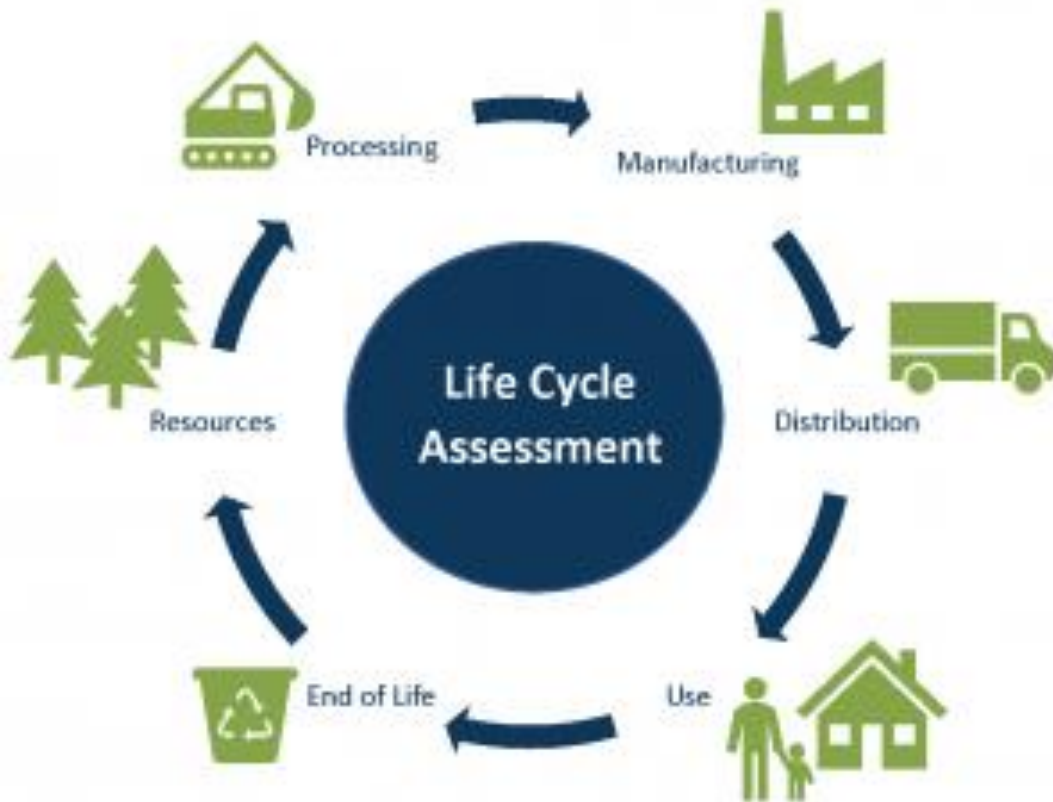 Processing
Manufacturing
Resources
Life Cycle
Assessment
Distribution
End of Life
Use